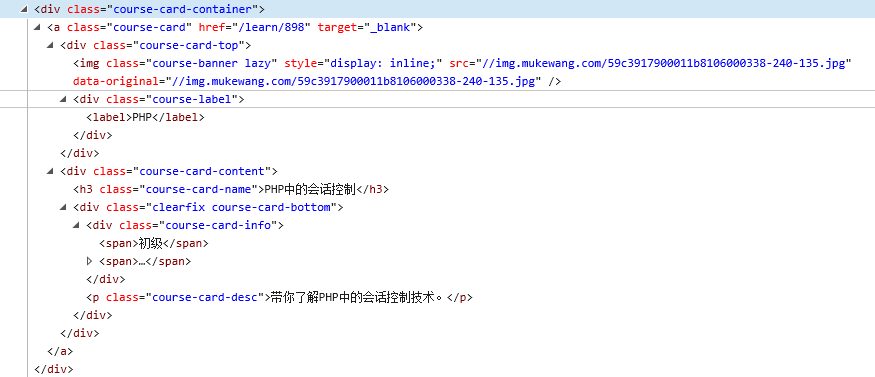 <div class="course-card-container">
<a class="course-card" href="/learn/898" target="_blank">
<div class="course-card-top">
<img class="course-banner lazy" style="display: inline;" src="//img.mukewang.com/59c3917900011b8106000338-240-135.jpg"
data-original="//img.mukewang.com/59c3917900011b8106000338-240-135.jpg" />
<div class="course-label">
<label>PHP</label>
</div>
</div>
<div class="course-card-content">
<h3 class="course-card-name">PHP中的会话控制</h3>
<div class="clearfix course-card-bottom">
<div class="course-card-info">
<span>初级</span>
<span>…</span>
</div>
<p class="course-card-desc">带你了解PHP中的会话控制技术。</p>
</div>
</div>
</a>
</div>